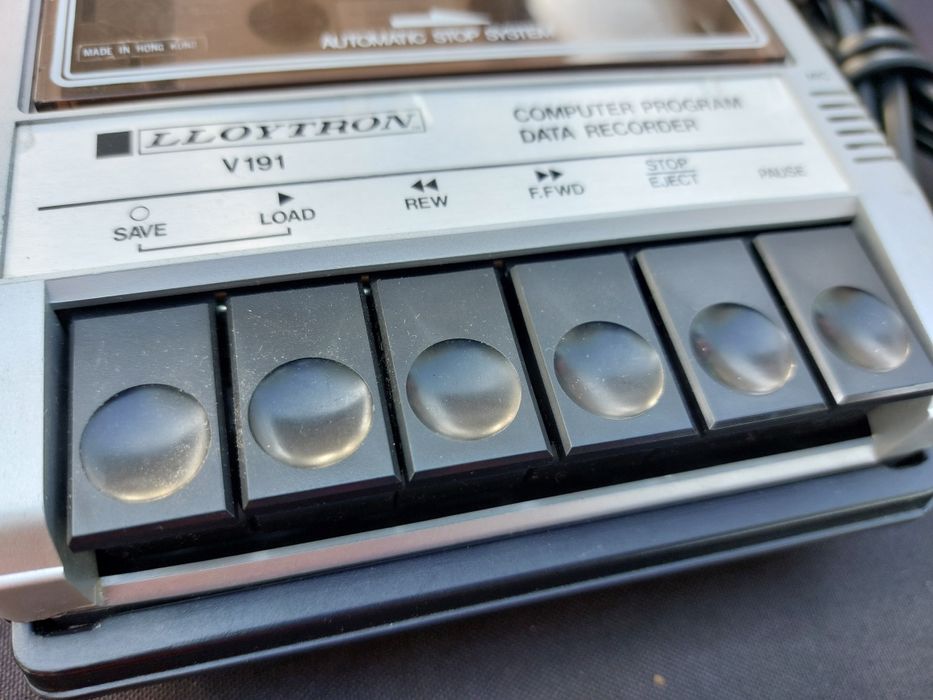 MADE IN HONG KONG
AUTOMATIC STOP SYSTEM
LLOYTRON
V191
COMPUTER PROGRAM
DATA RECORDER
SAVE
LOAD
REW
F.FWD
STOP
EJECT
PAUSE
MIC